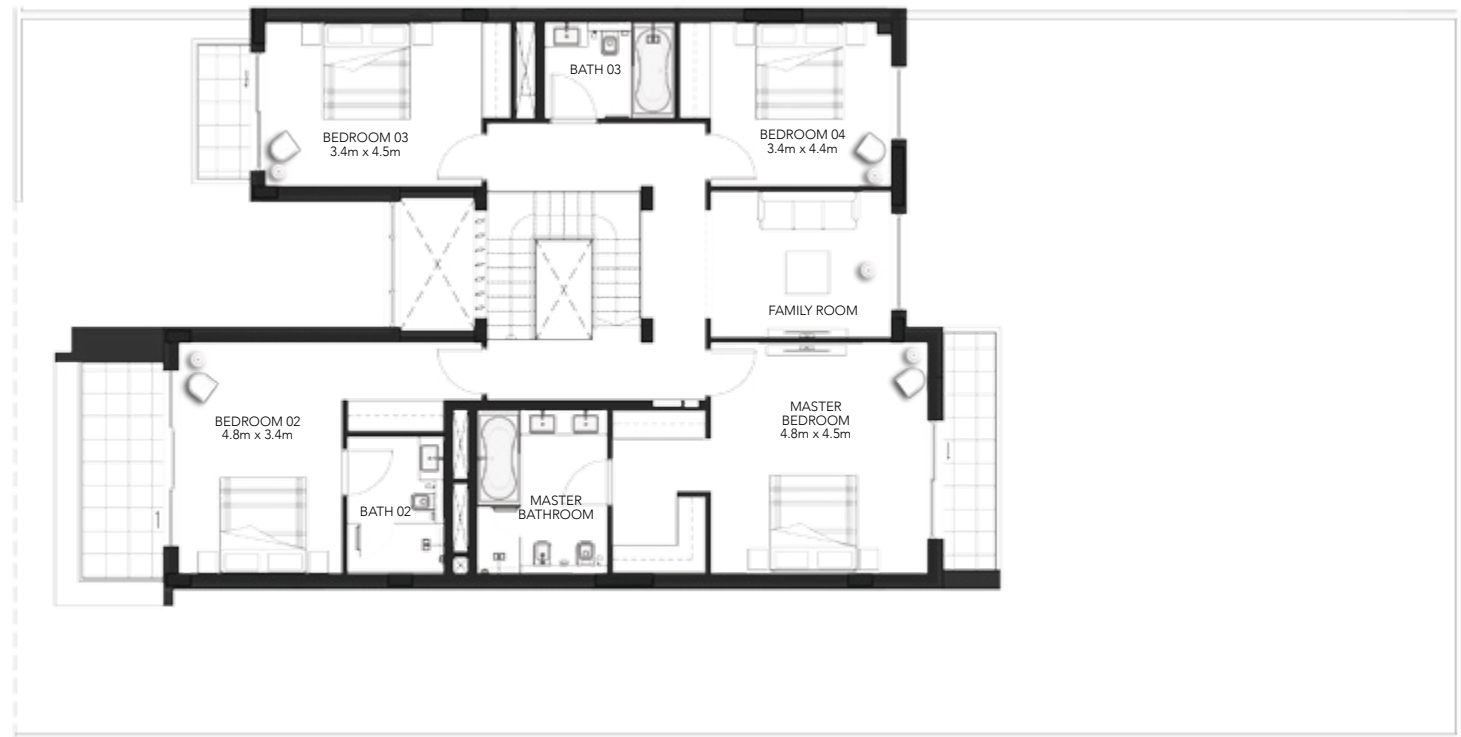 BATH 03
BEDROOM 03
3.4m x 4.5m
BEDROOM 04
3.4m x 4.4m
FAMILY ROOM
BEDROOM 02
4.8m x 3.4m
MASTER
BEDROOM
4.8m x 4.5m
BATH 02
MASTER
BATHROOM